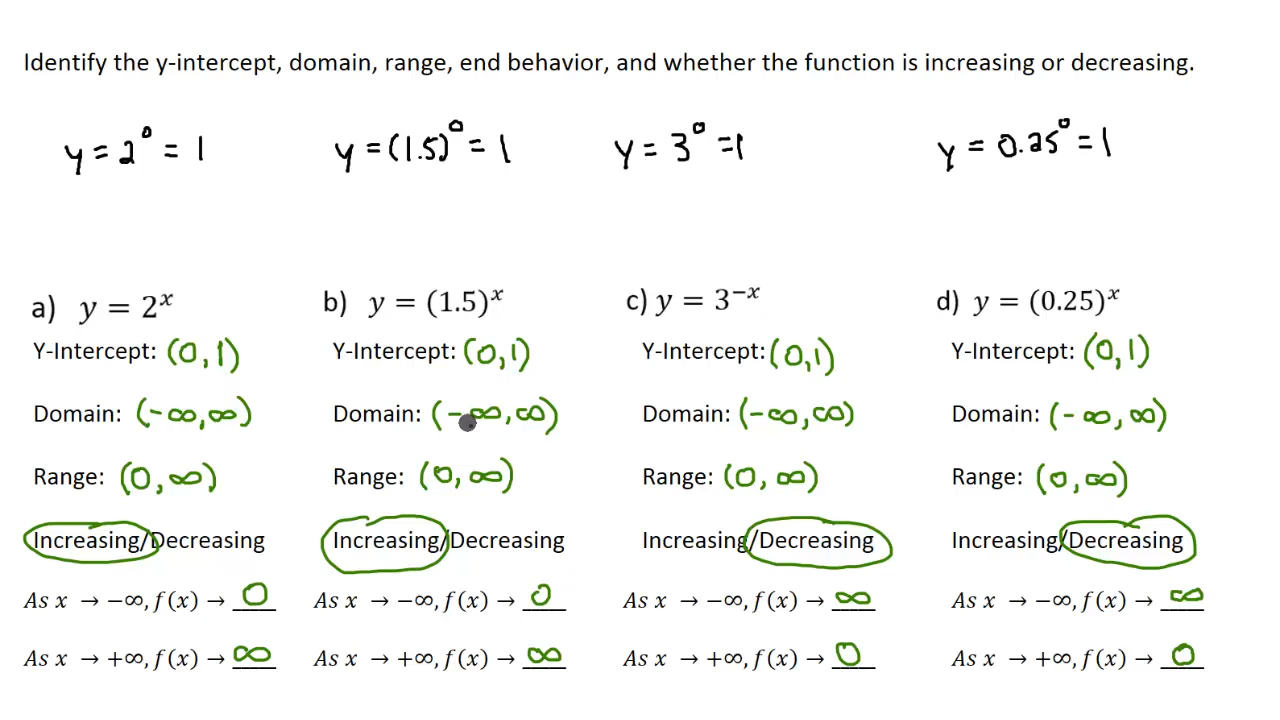 Identify the y-intercept, domain, range, end behavior, and whether the function is increasing or decreasing.
y = 2⁰ = 1
y = (1.5)⁰ = 1
y = 3⁰ = 1
y = 0.25⁰ = 1
a) y = 2ˣ
Y-Intercept: (0,1)
Domain: (-∞,∞)
Range: (0,∞)
Increasing/Decreasing
As x → −∞, f(x) → 0
As x → +∞, f(x) → ∞
b) y = (1.5)ˣ
Y-Intercept: (0,1)
Domain: (-∞,∞)
Range: (0,∞)
Increasing/Decreasing
As x → −∞, f(x) → 0
As x → +∞, f(x) → ∞
c) y = 3⁻ˣ
Y-Intercept: (0,1)
Domain: (-∞,∞)
Range: (0,∞)
Increasing/Decreasing
As x → −∞, f(x) → ∞
As x → +∞, f(x) → 0
d) y = (0.25)ˣ
Y-Intercept: (0,1)
Domain: (-∞,∞)
Range: (0,∞)
Increasing/Decreasing
As x → −∞, f(x) → ∞
As x → +∞, f(x) → 0